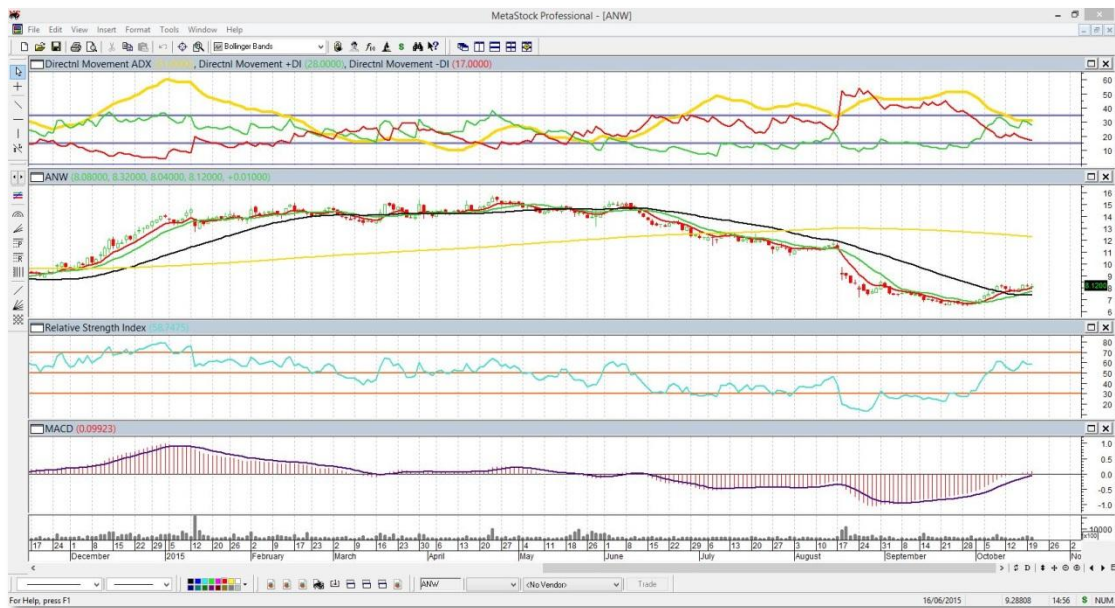 MetaStock Professional - [ANW]
File Edit View Insert Format Tools Window Help
Bollinger Bands
Directnl Movement ADX , Directnl Movement +DI (28.0000), Directnl Movement -DI (17.0000)
60
50
40
30
20
10
ANW (8.08000, 8.32000, 8.04000, 8.12000, +0.01000)
16
15
14
13
12
11
10
9
8.1200
8
7
6
Relative Strength Index (58.7475)
80
70
60
50
40
30
20
MACD (0.09923)
1.0
0.5
0.0
-0.5
-1.0
10000
x100
17 24 1 8 15 22 29 5 12 20 26 2 9 17 23 2 9 16 23 30 6 13 20 27 4 11 18 26 1 8 15 22 29 6 13 20 27 3 10 17 24 31 8 14 21 28 5 12 19 26 2
December 2015 February March April May June July August September October No
ANW <No Vendor> Trade
For Help, press F1 16/06/2015 9.28808 14:56 $ NUM